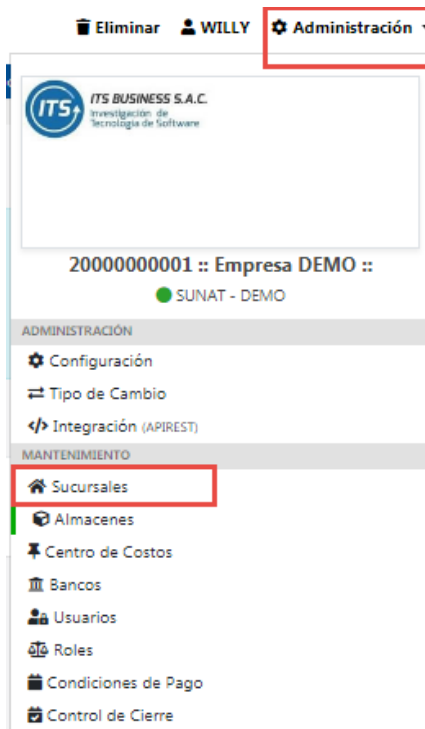 Eliminar WILLY Administración
ITS
ITS BUSINESS S.A.C.
Investigación de
Tecnología de Software
20000000001 :: Empresa DEMO ::
SUNAT - DEMO
ADMINISTRACIÓN
Configuración
Tipo de Cambio
</> Integración (APIREST)
MANTENIMIENTO
Sucursales
Almacenes
Centro de Costos
Bancos
Usuarios
Roles
Condiciones de Pago
Control de Cierre